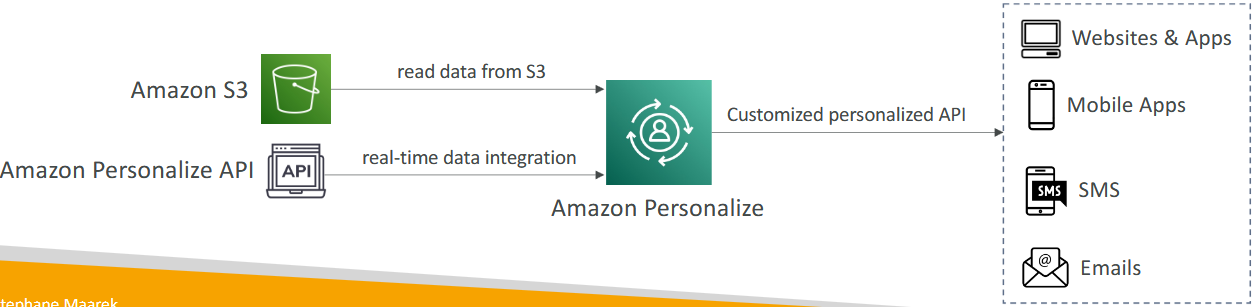 Websites & Apps
read data from S3
Amazon S3
Mobile Apps
Customized personalized API
real-time data integration
API
Amazon Personalize API
SMS
SMS
Amazon Personalize
@
Emails
tephane Maarek